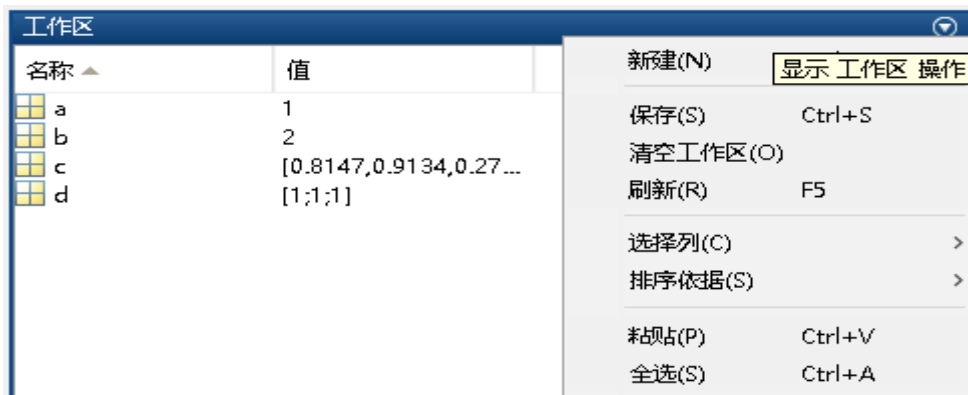 工作区
名称 值
a 1
b 2
c [0.8147,0.9134,0.27...
d [1;1;1]
新建(N)
显示 工作区 操作
保存(S) Ctrl+S
清空工作区(O)
刷新(R) F5
选择列(C)
排序依据(S)
粘贴(P) Ctrl+V
全选(S) Ctrl+A